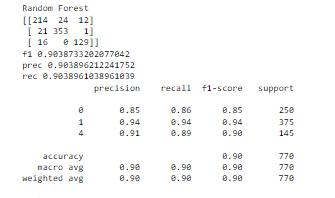 Random Forest
[[214 24 12]
[ 21 353 1]
[ 16 0 129]]
f1 0.9038733202077042
prec 0.903896212241752
rec 0.9038961038961039
precision recall f1-score support
0 0.85 0.86 0.85 250
1 0.94 0.94 0.94 375
4 0.91 0.89 0.90 145
accuracy 0.90 770
macro avg 0.90 0.90 0.90 770
weighted avg 0.90 0.90 0.90 770